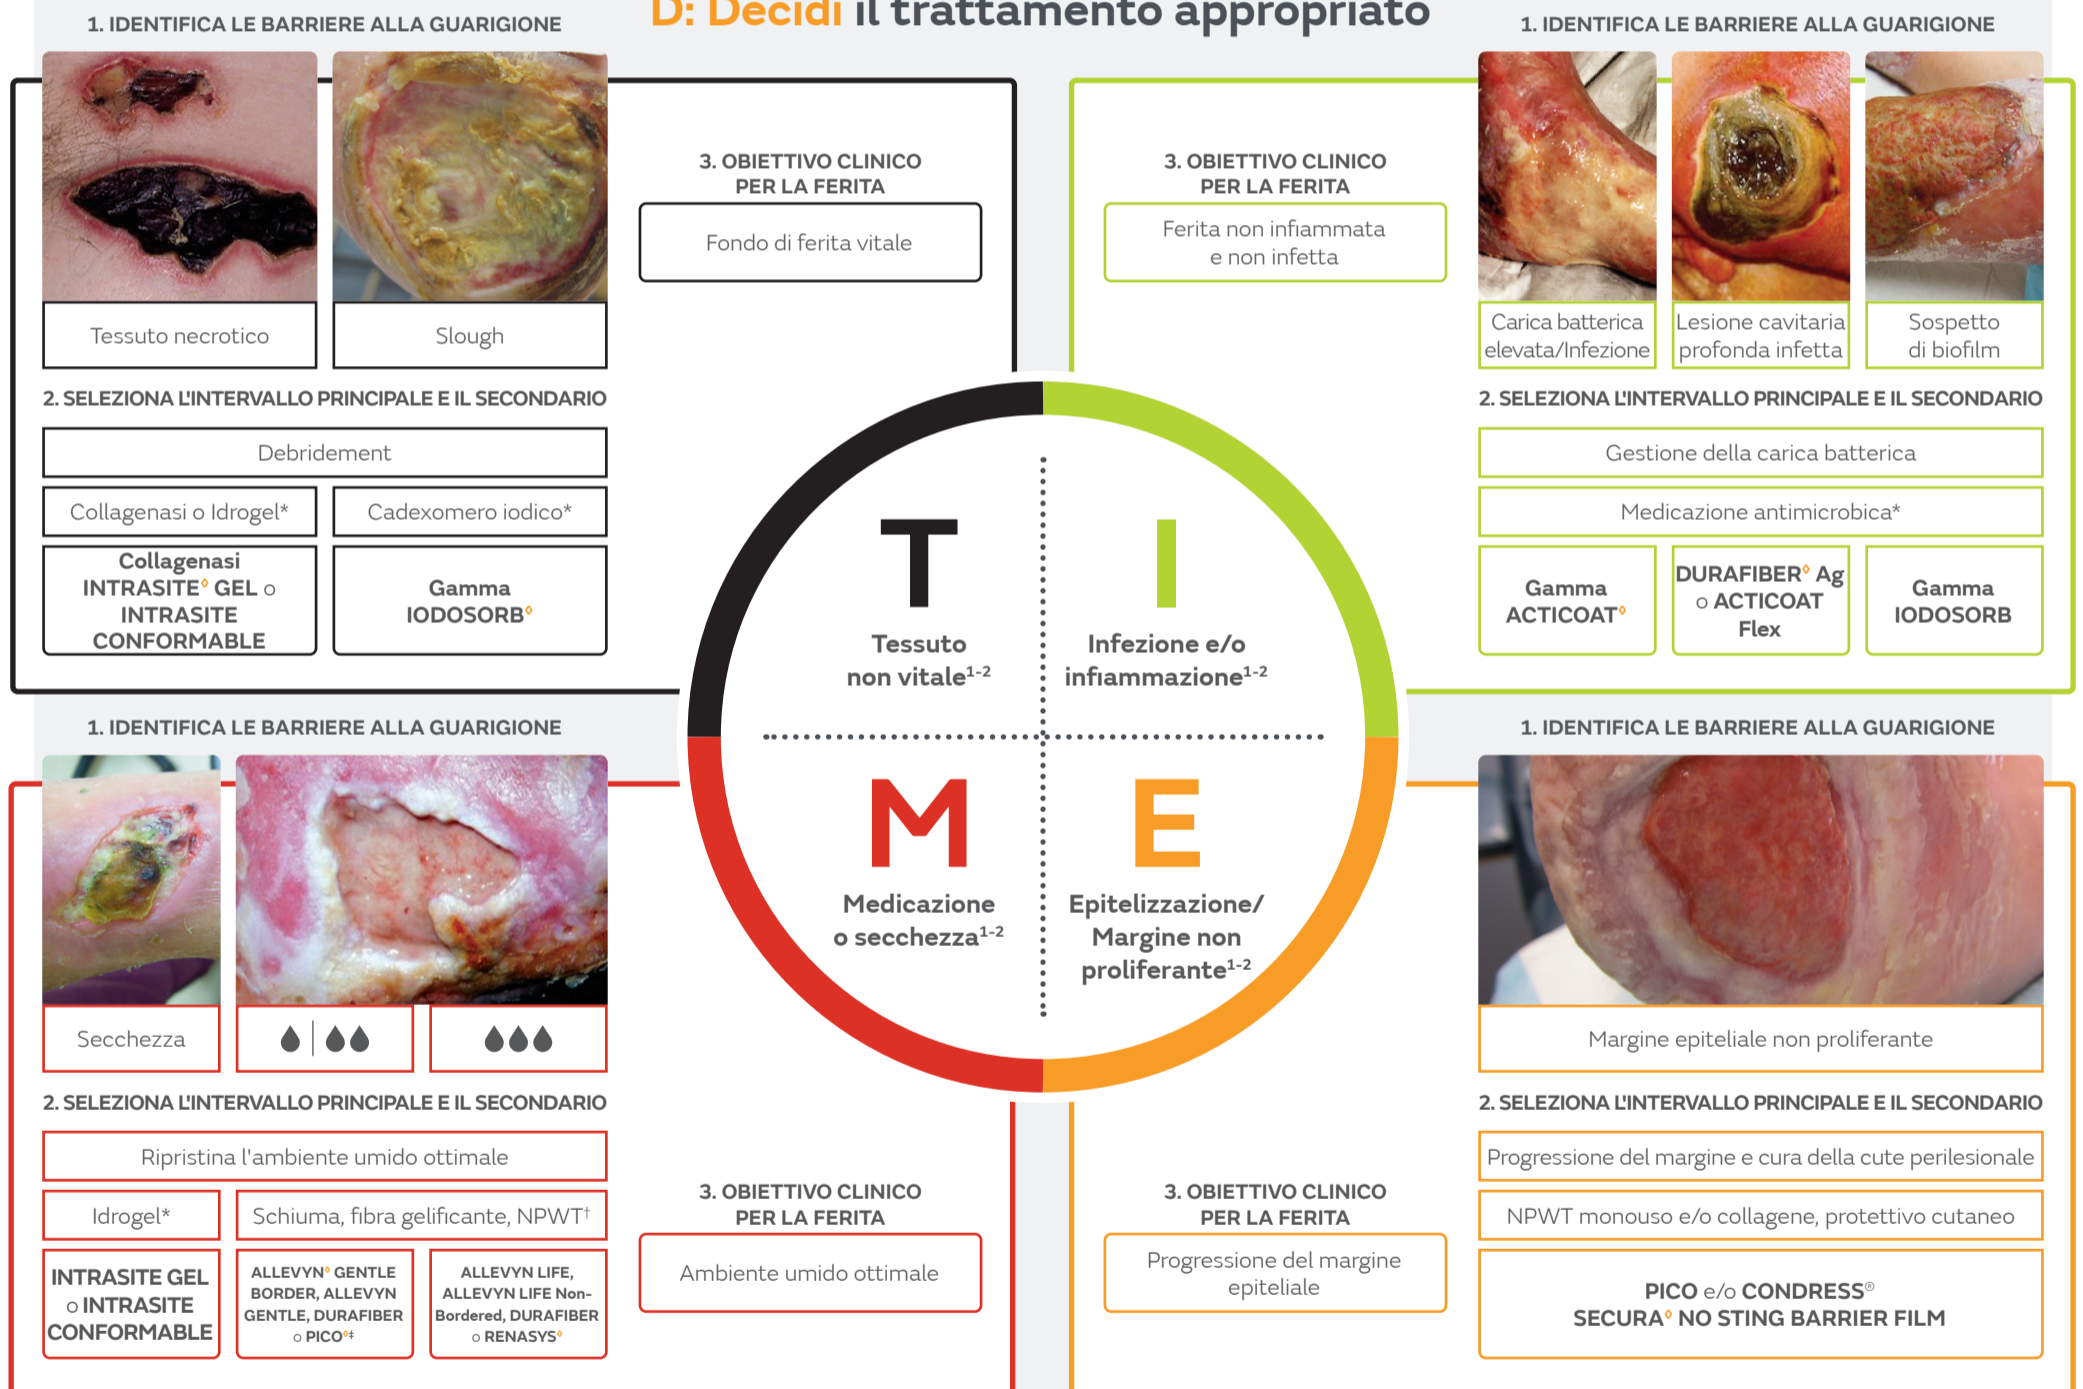 D: Decidi il trattamento appropriato
1. IDENTIFICA LE BARRIERE ALLA GUARIGIONE
Tessuto necrotico
Slough
2. SELEZIONA L'INTERVALLO PRINCIPALE E IL SECONDARIO
Debridement
Collagenasi o Idrogel*
Cadexomero iodico*
Collagenasi
INTRASITE◊ GEL o
INTRASITE
CONFORMABLE
Gamma
IODOSORB◊
3. OBIETTIVO CLINICO
PER LA FERITA
Fondo di ferita vitale
3. OBIETTIVO CLINICO
PER LA FERITA
Ferita non infiammata
e non infetta
1. IDENTIFICA LE BARRIERE ALLA GUARIGIONE
Carica batterica
elevata/Infezione
Lesione cavitaria
profonda infetta
Sospetto
di biofilm
2. SELEZIONA L'INTERVALLO PRINCIPALE E IL SECONDARIO
Gestione della carica batterica
Medicazione antimicrobica*
Gamma
ACTICOAT◊
DURAFIBER◊ Ag
o ACTICOAT
Flex
Gamma
IODOSORB
T
Tessuto
non vitale1-2
I
Infezione e/o
infiammazione1-2
M
Medicazione
o secchezza1-2
E
Epitelizzazione/
Margine non
proliferante1-2
1. IDENTIFICA LE BARRIERE ALLA GUARIGIONE
Secchezza
2. SELEZIONA L'INTERVALLO PRINCIPALE E IL SECONDARIO
Ripristina l'ambiente umido ottimale
Idrogel*
Schiuma, fibra gelificante, NPWT†
INTRASITE GEL
o INTRASITE
CONFORMABLE
ALLEVYN◊ GENTLE
BORDER, ALLEVYN
GENTLE, DURAFIBER
o PICO◊‡
ALLEVYN LIFE,
ALLEVYN LIFE Non-
Bordered, DURAFIBER
o RENASYS◊
3. OBIETTIVO CLINICO
PER LA FERITA
Ambiente umido ottimale
3. OBIETTIVO CLINICO
PER LA FERITA
Progressione del margine
epiteliale
1. IDENTIFICA LE BARRIERE ALLA GUARIGIONE
Margine epiteliale non proliferante
2. SELEZIONA L'INTERVALLO PRINCIPALE E IL SECONDARIO
Progressione del margine e cura della cute perilesionale
NPWT monouso e/o collagene, protettivo cutaneo
PICO e/o CONDRESS®
SECURA◊ NO STING BARRIER FILM